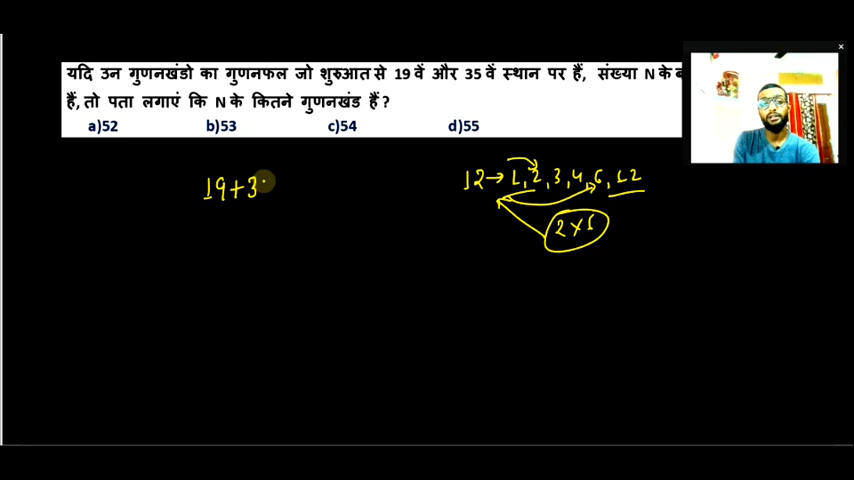 यदि उन गुणनखंडो का गुणनफल जो शुरुआत से 19 वें और 35 वें स्थान पर हैं, संख्या N के
हैं, तो पता लगाएं कि N के कितने गुणनखंड हैं ?
a)52 b)53 c)54 d)55
19+3
12→1,2,3,4,6,12
2×